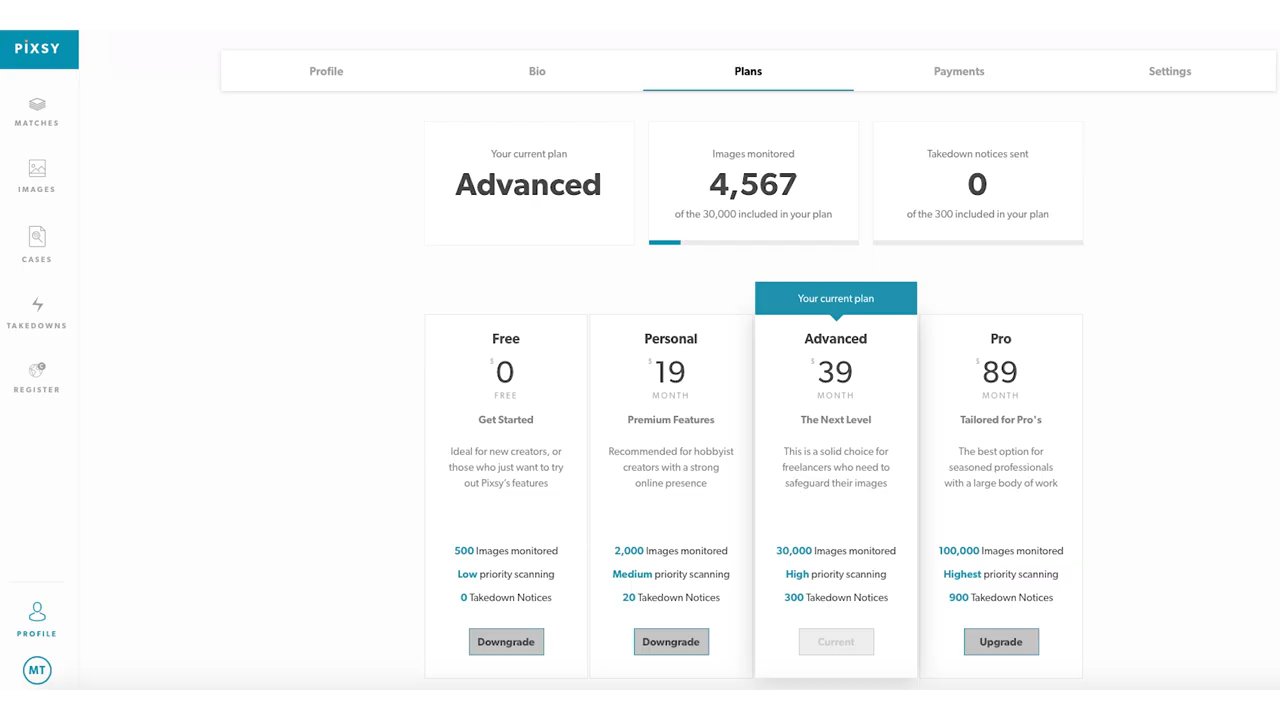 PIXSY
Profile
Bio
Plans
Payments
Settings
MATCHES
IMAGES
CASES
TAKEDOWNS
REGISTER
PROFILE
MT
Your current plan
Advanced
Images monitored
4,567
of the 30,000 included in your plan
Takedown notices sent
0
of the 300 included in your plan
Free
$0
FREE
Get Started
Ideal for new creators, or
those who just want to try
out Pixsy's features
500 Images monitored
Low priority scanning
0 Takedown Notices
Downgrade
Personal
$19
MONTH
Premium Features
Recommended for hobbyist
creators with a strong
online presence
2,000 Images monitored
Medium priority scanning
20 Takedown Notices
Downgrade
Your current plan
Advanced
$39
MONTH
The Next Level
This is a solid choice for
freelancers who need to
safeguard their images
30,000 Images monitored
High priority scanning
300 Takedown Notices
Current
Pro
$89
MONTH
Tailored for Pro's
The best option for
seasoned professionals
with a large body of work
100,000 Images monitored
Highest priority scanning
900 Takedown Notices
Upgrade